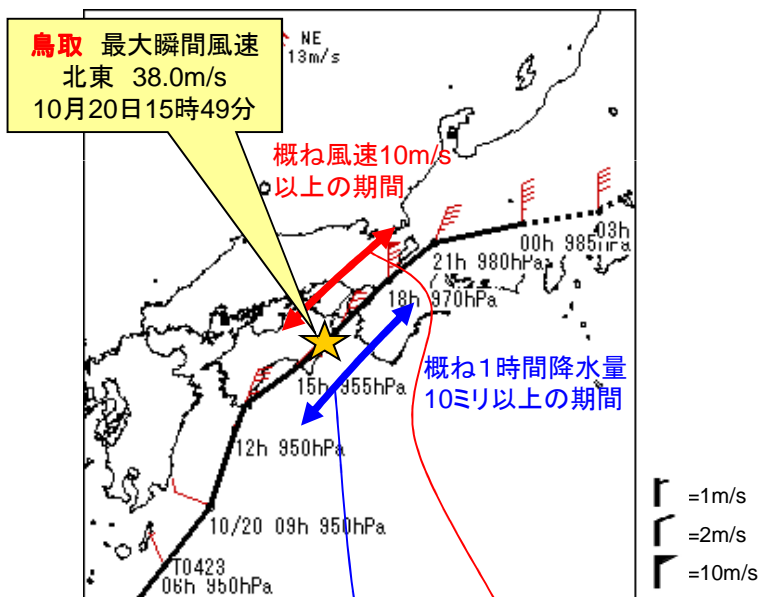 鳥取 最大瞬間風速
北東 38.0m/s
10月20日15時49分
NE
13m/s
概ね風速10m/s
以上の期間
03h
00h 985hPa
21h 980hPa
18h 970hPa
概ね1時間降水量
10ミリ以上の期間
15h 955hPa
12h 950hPa
10/20 09h 950hPa
T0423
06h 950hPa
=1m/s
=2m/s
=10m/s